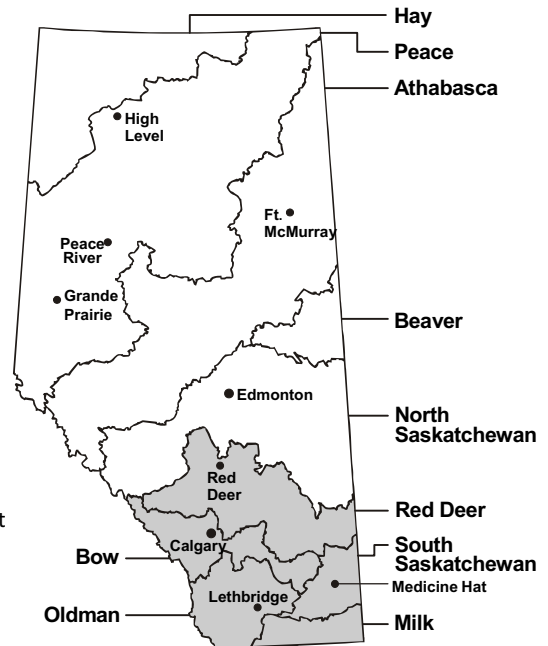 Hay
Peace
Athabasca
High
Level
Ft.
McMurray
Peace
River
Grande
Prairie
Beaver
Edmonton
North
Saskatchewan
Red
Deer
Red Deer
t
South
Saskatchewan
Calgary
Bow
Medicine Hat
Lethbridge
Oldman
Milk